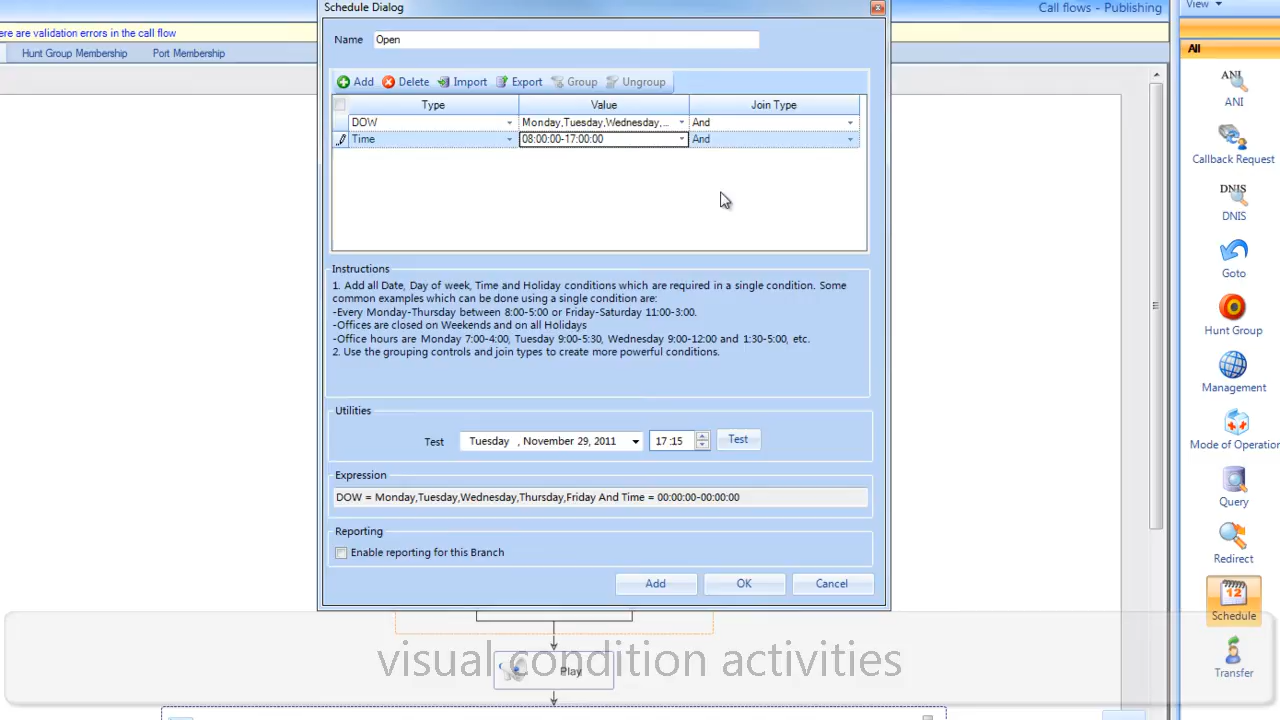 Schedule Dialog
Call flows - Publishing
View
ere are validation errors in the call flow
All
Name Open
Hunt Group Membership Port Membership
Add Delete Import Export Group Ungroup
Type Value Join Type
DOW Monday,Tuesday,Wednesday,... And
Time 08:00:00-17:00:00 And
Instructions
1. Add all Date, Day of week, Time and Holiday conditions which are required in a single condition. Some
common examples which can be done using a single condition are:
-Every Monday-Thursday between 8:00-5:00 or Friday-Saturday 11:00-3:00.
-Offices are closed on Weekends and on all Holidays
-Office hours are Monday 7:00-4:00, Tuesday 9:00-5:30, Wednesday 9:00-12:00 and 1:30-5:00, etc.
2. Use the grouping controls and join types to create more powerful conditions.
Utilities
Test Tuesday , November 29, 2011 17:15 Test
Expression
DOW = Monday,Tuesday,Wednesday,Thursday,Friday And Time = 00:00:00-00:00:00
Reporting
Enable reporting for this Branch
Add OK Cancel
ANI
ANI
Callback Request
DNIS
DNIS
Goto
Hunt Group
Management
Mode of Operation
Query
Redirect
12
Schedule
Transfer
Play
visual condition activities